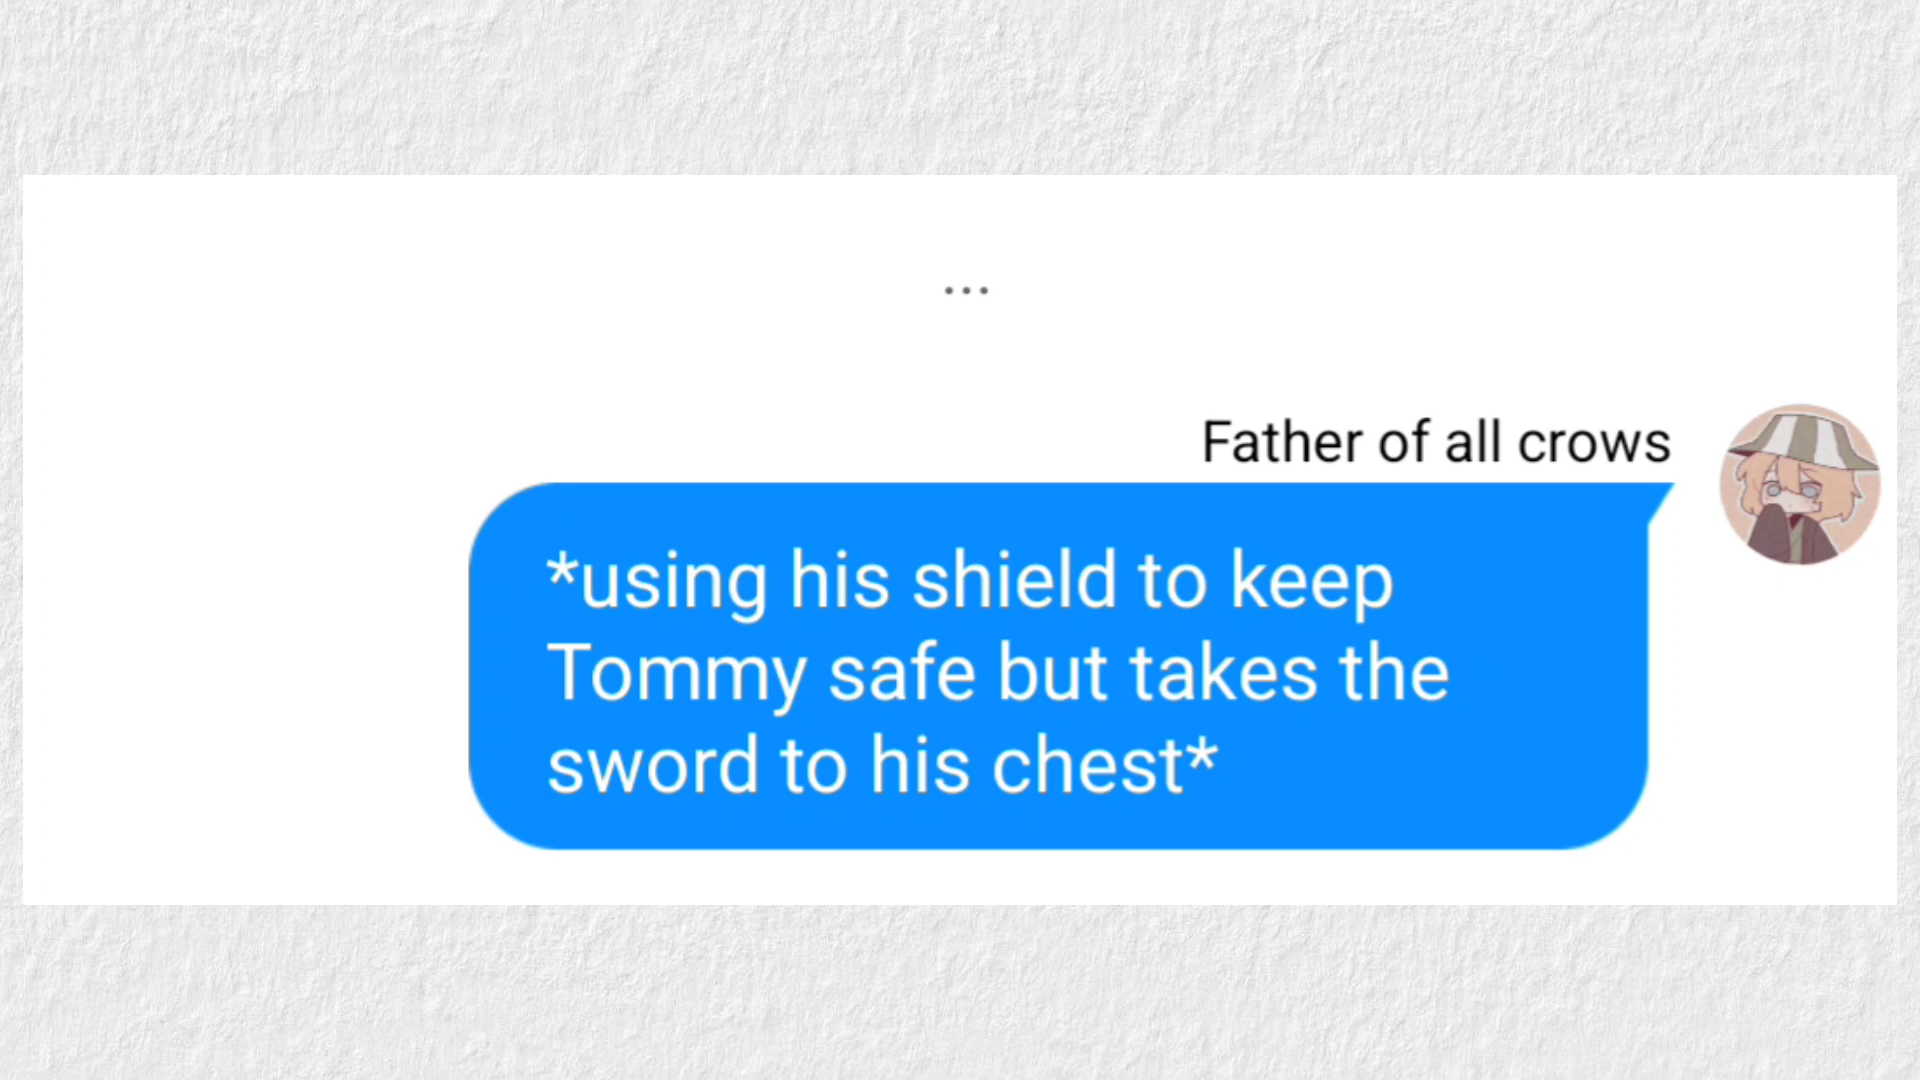 ...
Father of all crows
*using his shield to keep
Tommy safe but takes the
sword to his chest*